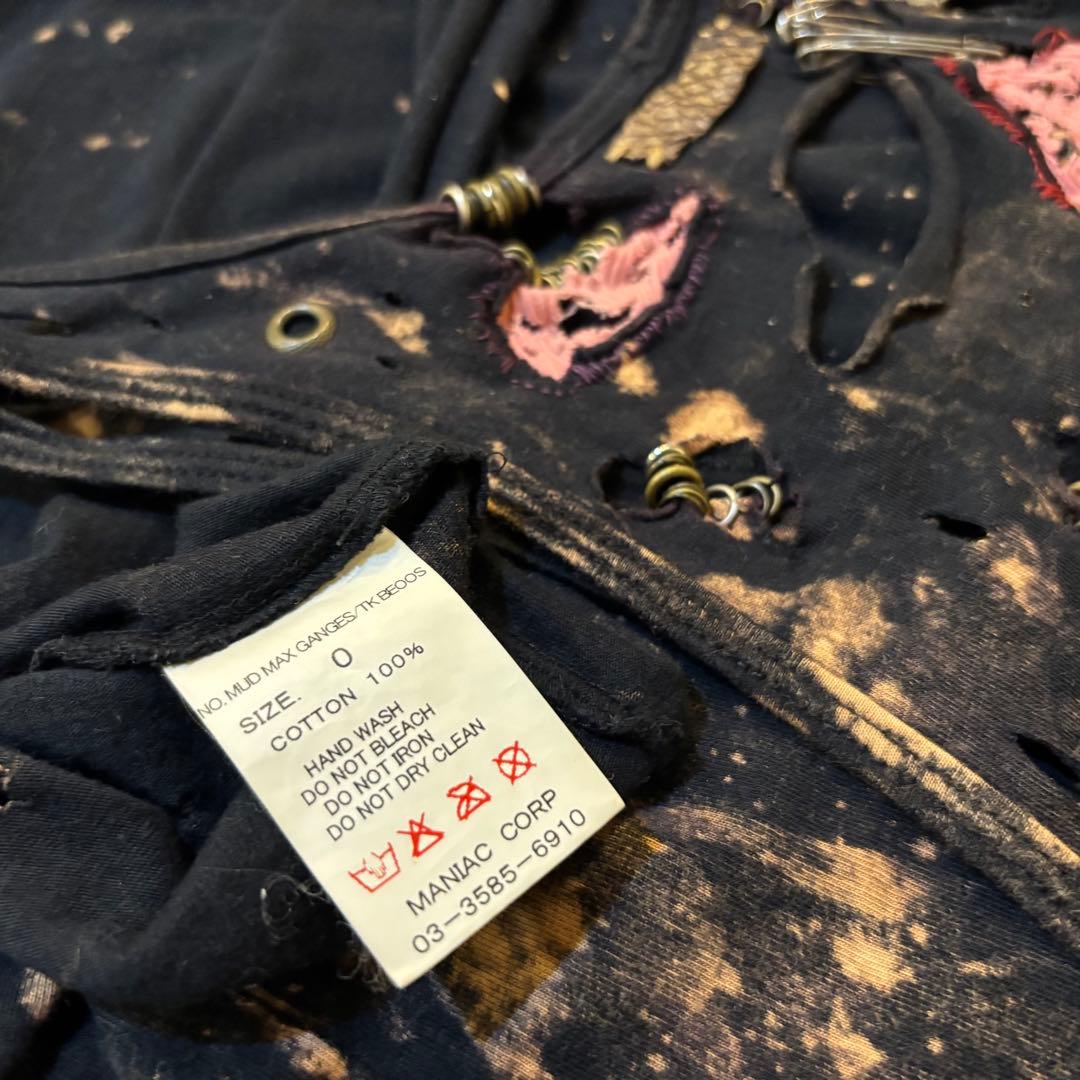 NO. MUD MAX GANGES/TK BEOOS
SIZE. 0
COTTON 100%
HAND WASH
DO NOT BLEACH
DO NOT IRON
DO NOT DRY CLEAN
MANIAC CORP
03-3585-6910